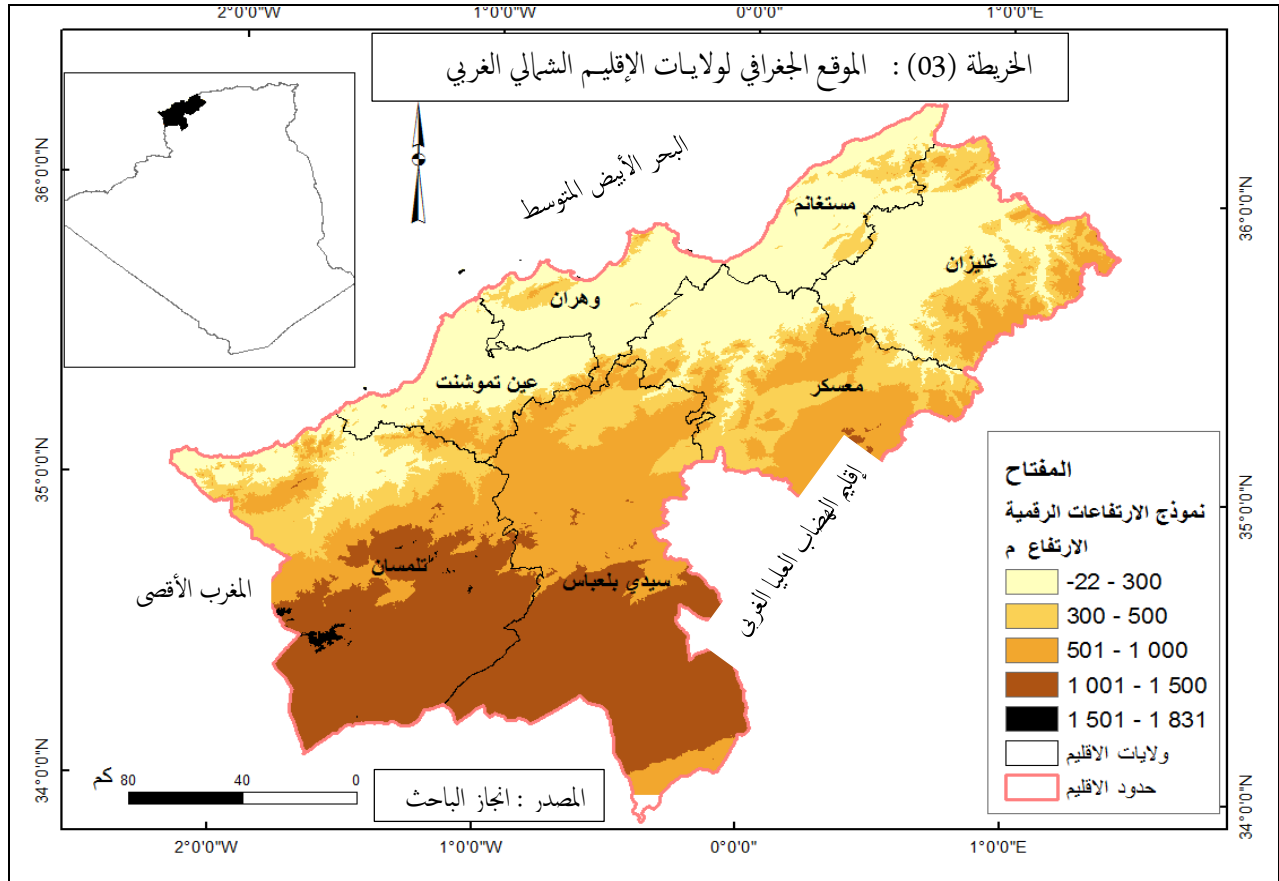 2°0'0"W
1°0'0"W
0°0'0"
1°0'0"E
الخريطة (03) : الموقع الجغرافي لولايات الإقليم الشمالي الغربي
36°0'0"N
36°0'0"N
البحر الأبيض المتوسط
مستغانم
غليزان
وهران
عين تموشنت
معسكر
35°0'0"N
35°0'0"N
إقليم الهضاب العليا الغربي
تلمسان
سيدي بلعباس
المغرب الأقصى
المفتاح
نموذج الارتفاعات الرقمية
الارتفاع م
-22 - 300
300 - 500
501 - 1 000
1 001 - 1 500
1 501 - 1 831
ولايات الاقليم
حدود الاقليم
34°0'0"N
34°0'0"N
كم 80 40 0
المصدر : انجاز الباحث
2°0'0"W
1°0'0"W
0°0'0"
1°0'0"E